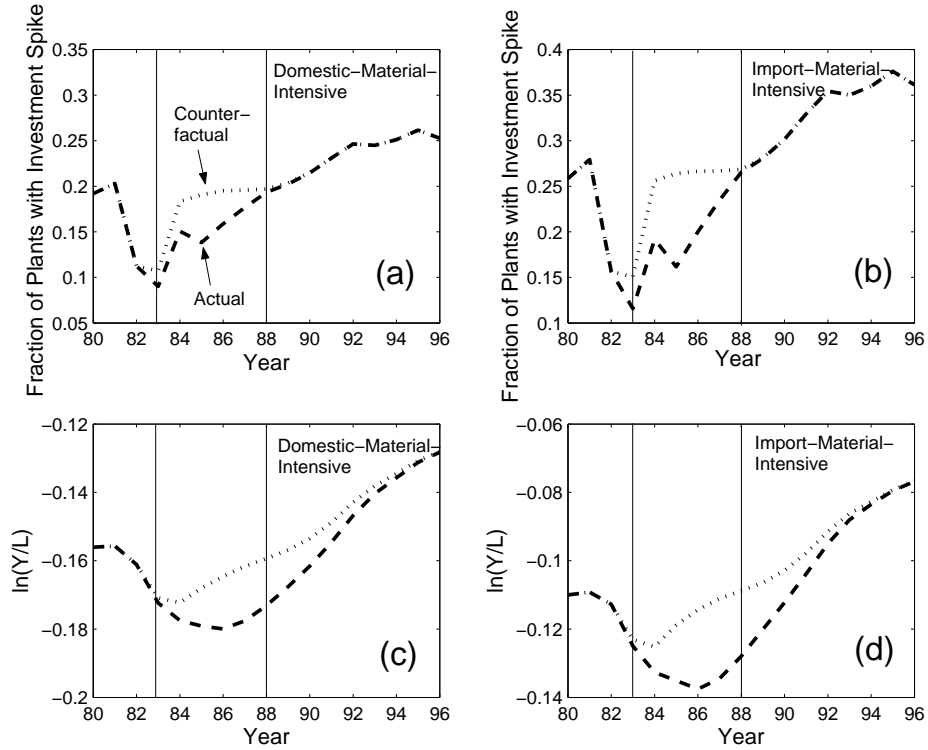 Fraction of Plants with Investment Spike
0.35
0.3
0.25
0.2
0.15
0.1
0.05
Domestic−Material−
Intensive
Counter−
factual
Actual
(a)
80 82 84 86 88 90 92 94 96
Year
Fraction of Plants with Investment Spike
0.4
0.35
0.3
0.25
0.2
0.15
0.1
Import−Material−
Intensive
(b)
80 82 84 86 88 90 92 94 96
Year
ln(Y/L)
−0.12
−0.14
−0.16
−0.18
−0.2
Domestic−Material−
Intensive
(c)
80 82 84 86 88 90 92 94 96
Year
ln(Y/L)
−0.06
−0.08
−0.1
−0.12
−0.14
Import−Material−
Intensive
(d)
80 82 84 86 88 90 92 94 96
Year